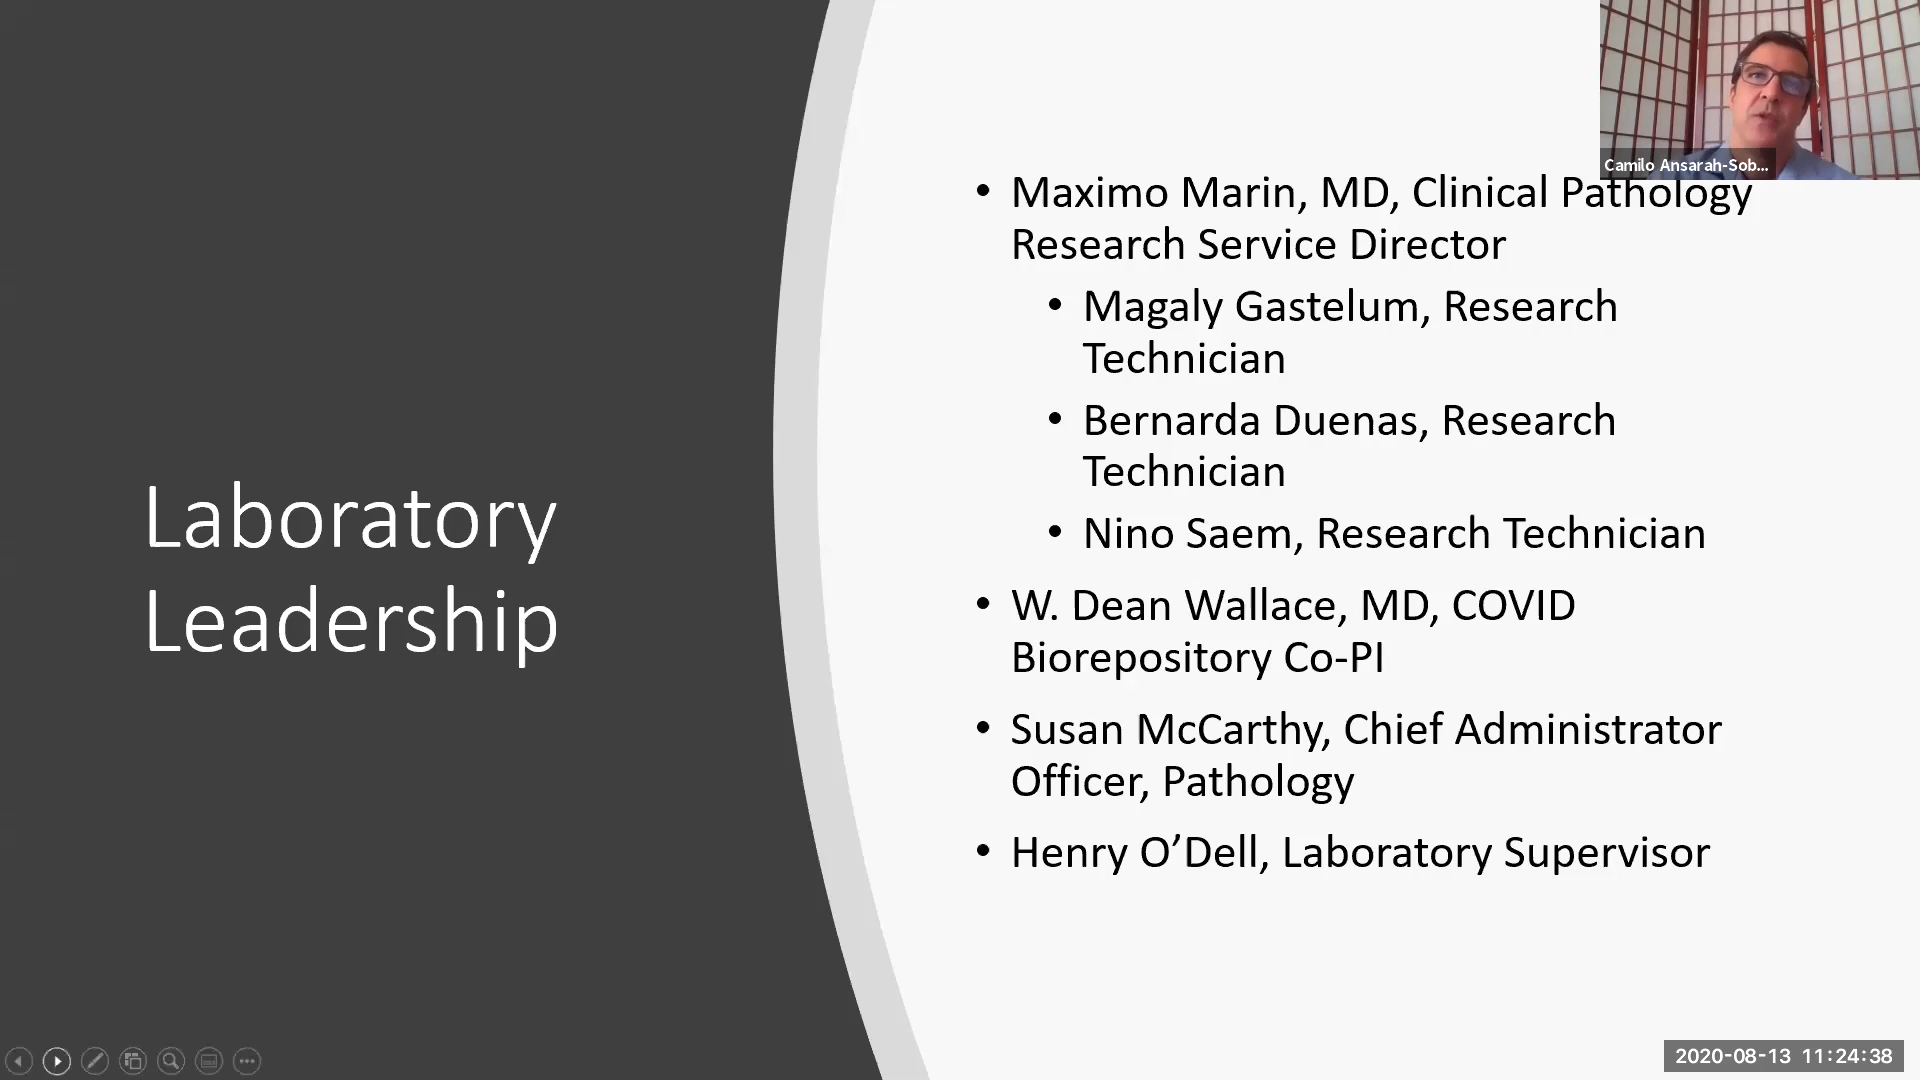 Camilo Ansarah-Sob...
Laboratory
Leadership
• Maximo Marin, MD, Clinical Pathology
Research Service Director
• Magaly Gastelum, Research
Technician
• Bernarda Duenas, Research
Technician
• Nino Saem, Research Technician
• W. Dean Wallace, MD, COVID
Biorepository Co-PI
• Susan McCarthy, Chief Administrator
Officer, Pathology
• Henry O’Dell, Laboratory Supervisor
2020-08-13 11:24:38